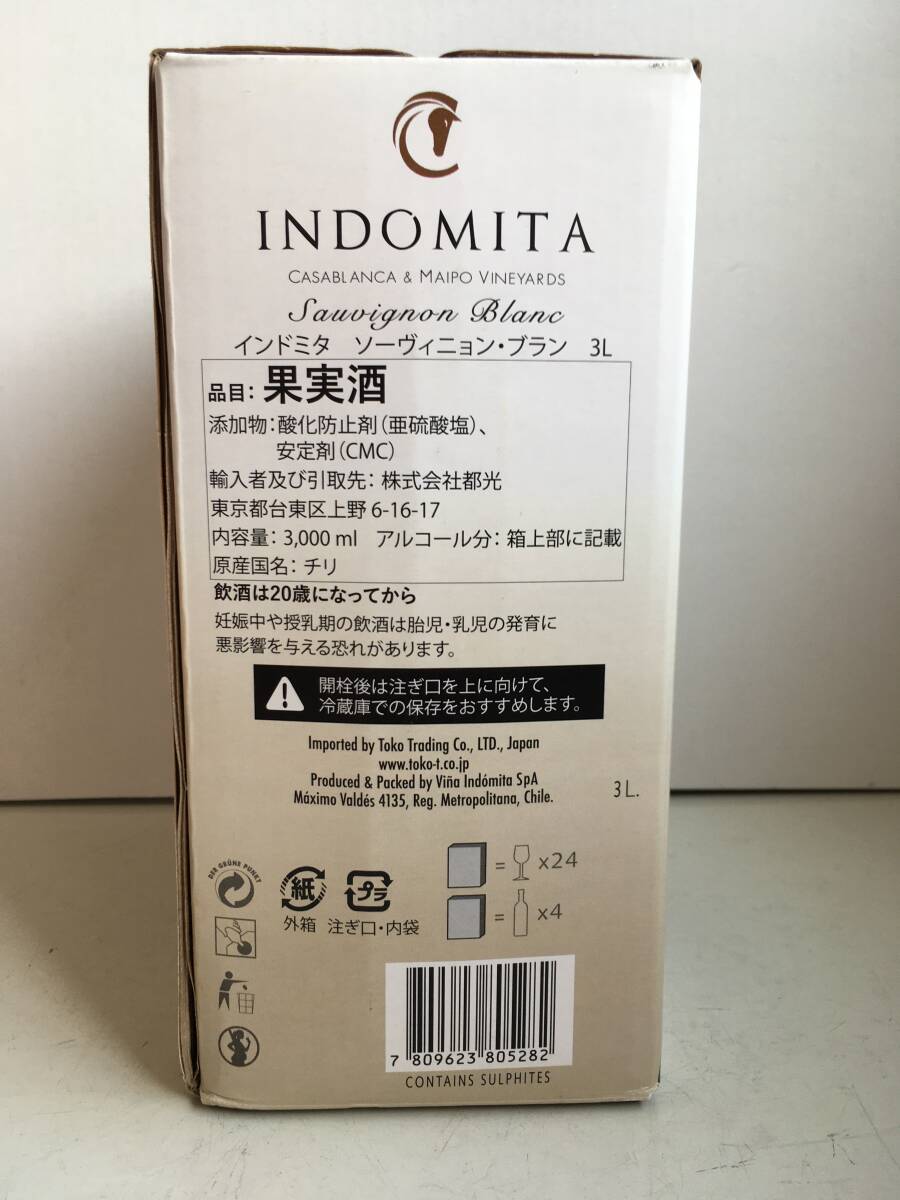 INDÓMITA
CASABLANCA & MAIPO VINEYARDS
Sauvignon Blanc
インドミタ ソーヴィニョン・ブラン 3L
品目: 果実酒
添加物:酸化防止剤(亜硫酸塩)、
安定剤(CMC)
輸入者及び引取先: 株式会社都光
東京都台東区上野 6-16-17
内容量: 3,000 ml アルコール分: 箱上部に記載
原産国名: チリ
飲酒は20歳になってから
妊娠中や授乳期の飲酒は胎児・乳児の発育に
悪影響を与える恐れがあります。
開栓後は注ぎ口を上に向けて、
冷蔵庫での保存をおすすめします。
Imported by Toko Trading Co., LTD., Japan
www.toko-t.co.jp
Produced & Packed by Viña Indómita SpA
Máximo Valdés 4135, Reg. Metropolitana, Chile.
3 L.
DER GRÜNE PUNKT
紙
外箱
プラ
注ぎ口・内袋
= x24
= x4
7 809623 805282
CONTAINS SULPHITES